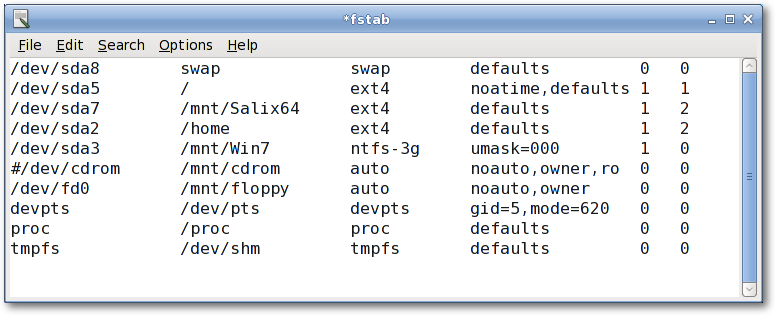 *fstab
File Edit Search Options Help
/dev/sda8 swap swap defaults 0 0
/dev/sda5 / ext4 noatime,defaults 1 1
/dev/sda7 /mnt/Salix64 ext4 defaults 1 2
/dev/sda2 /home ext4 defaults 1 2
/dev/sda3 /mnt/Win7 ntfs-3g umask=000 1 0
#/dev/cdrom /mnt/cdrom auto noauto,owner,ro 0 0
/dev/fd0 /mnt/floppy auto noauto,owner 0 0
devpts /dev/pts devpts gid=5,mode=620 0 0
proc /proc proc defaults 0 0
tmpfs /dev/shm tmpfs defaults 0 0